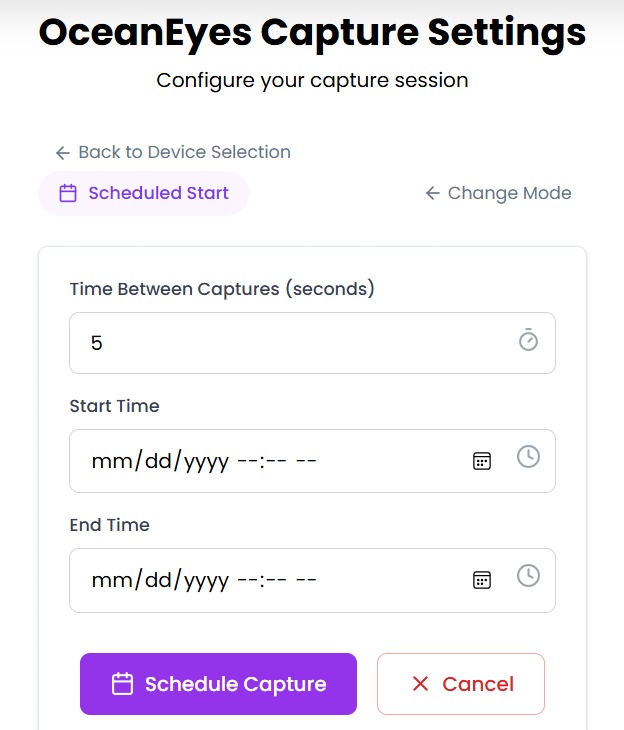 OceanEyes Capture Settings
Configure your capture session
Back to Device Selection
Scheduled Start
Change Mode
Time Between Captures (seconds)
5
Start Time
mm/dd/yyyy --:-- --
End Time
mm/dd/yyyy --:-- --
Schedule Capture
Cancel